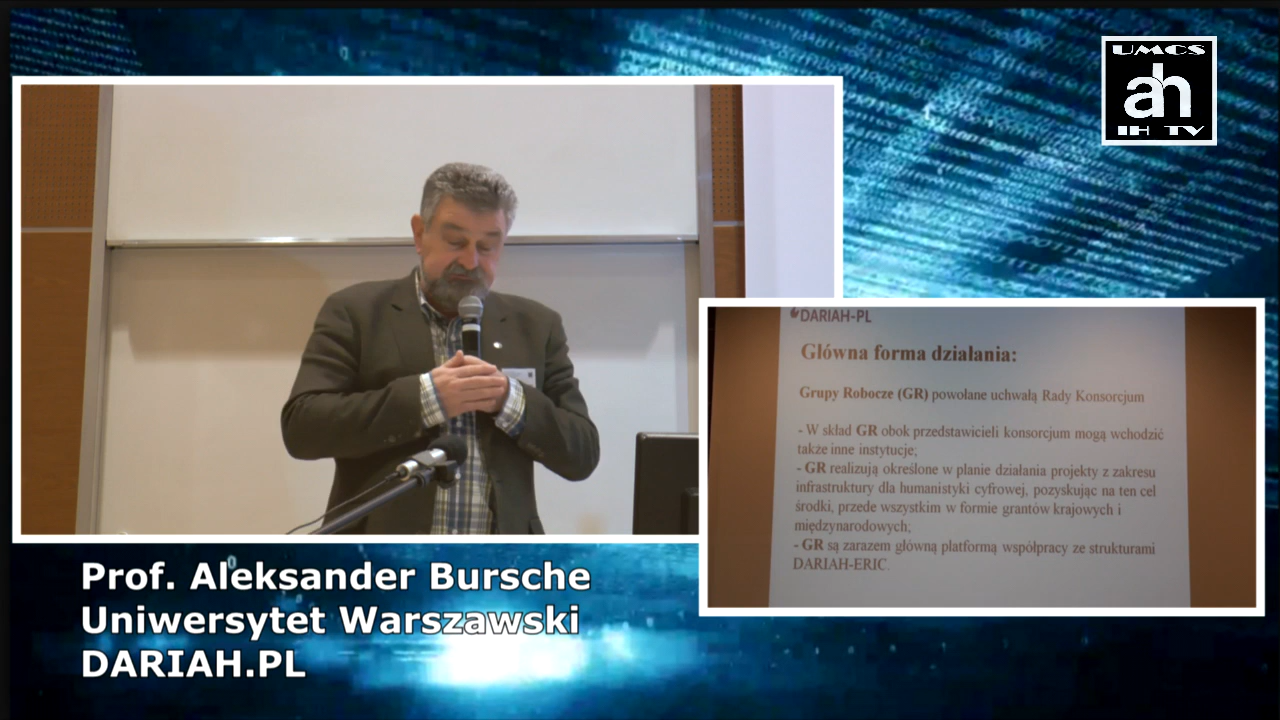 UMCS
ah
IH TV
DARIAH-PL
Główna forma działania:
Grupy Robocze (GR) powołane uchwałą Rady Konsorcjum
- W skład GR obok przedstawicieli konsorcjum mogą wchodzić
także inne instytucje;
- GR realizują określone w planie działania projekty z zakresu
infrastruktury dla humanistyki cyfrowej, pozyskując na ten cel
środki, przede wszystkim w formie grantów krajowych i
międzynarodowych;
- GR są zarazem główną platformą współpracy ze strukturami
DARIAH-ERIC.
Prof. Aleksander Bursche
Uniwersytet Warszawski
DARIAH.PL